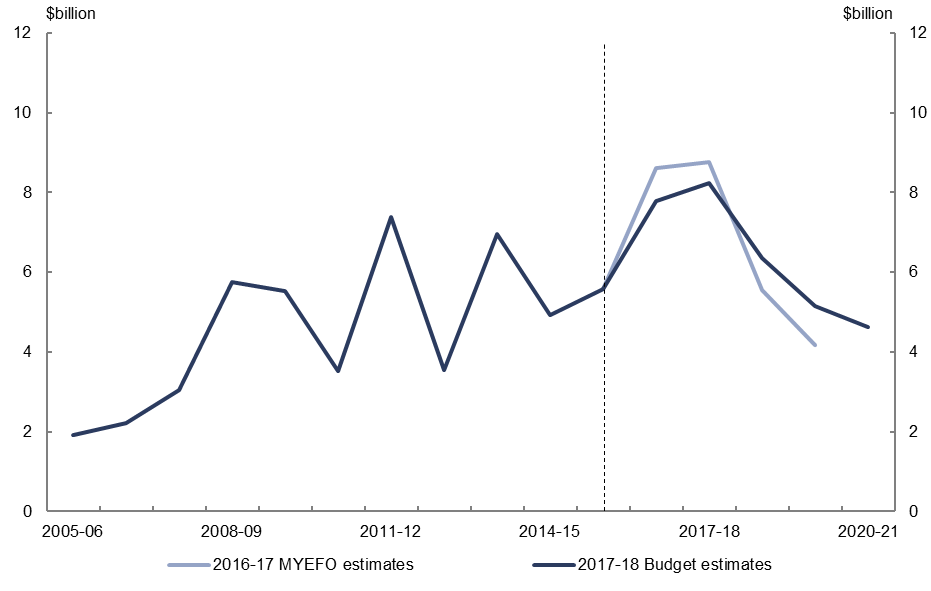 $billion $billion
12 12
10 10
8 8
6 6
4 4
2 2
0 0
2005-06 2008-09 2011-12 2014-15 2017-18 2020-21
2016-17 MYEFO estimates 2017-18 Budget estimates